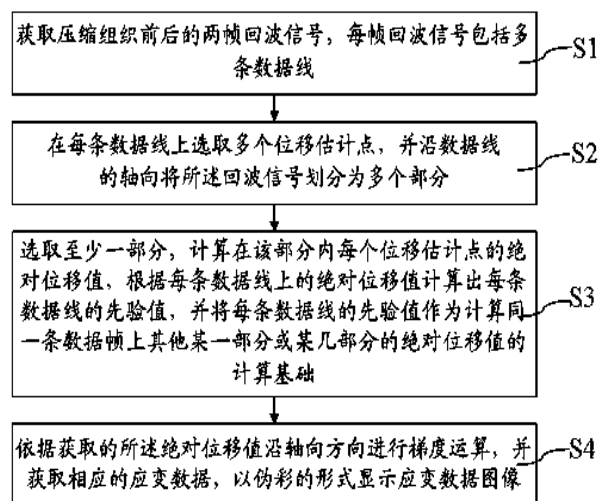 获取压缩组织前后的两帧回波信号，每帧回波信号包括多
条数据线
S1
在每条数据线上选取多个位移估计点，并沿数据线
的轴向将所述回波信号划分为多个部分
S2
选取至少一部分，计算在该部分内每个位移估计点的绝
对位移值，根据每条数据线上的绝对位移值计算出每条
数据线的先验值，并将每条数据线的先验值作为计算同
一条数据帧上其他某一部分或某几部分的绝对位移值的
计算基础
S3
依据获取的所述绝对位移值沿轴向方向进行梯度运算，并
获取相应的应变数据，以伪彩的形式显示应变数据图像
S4